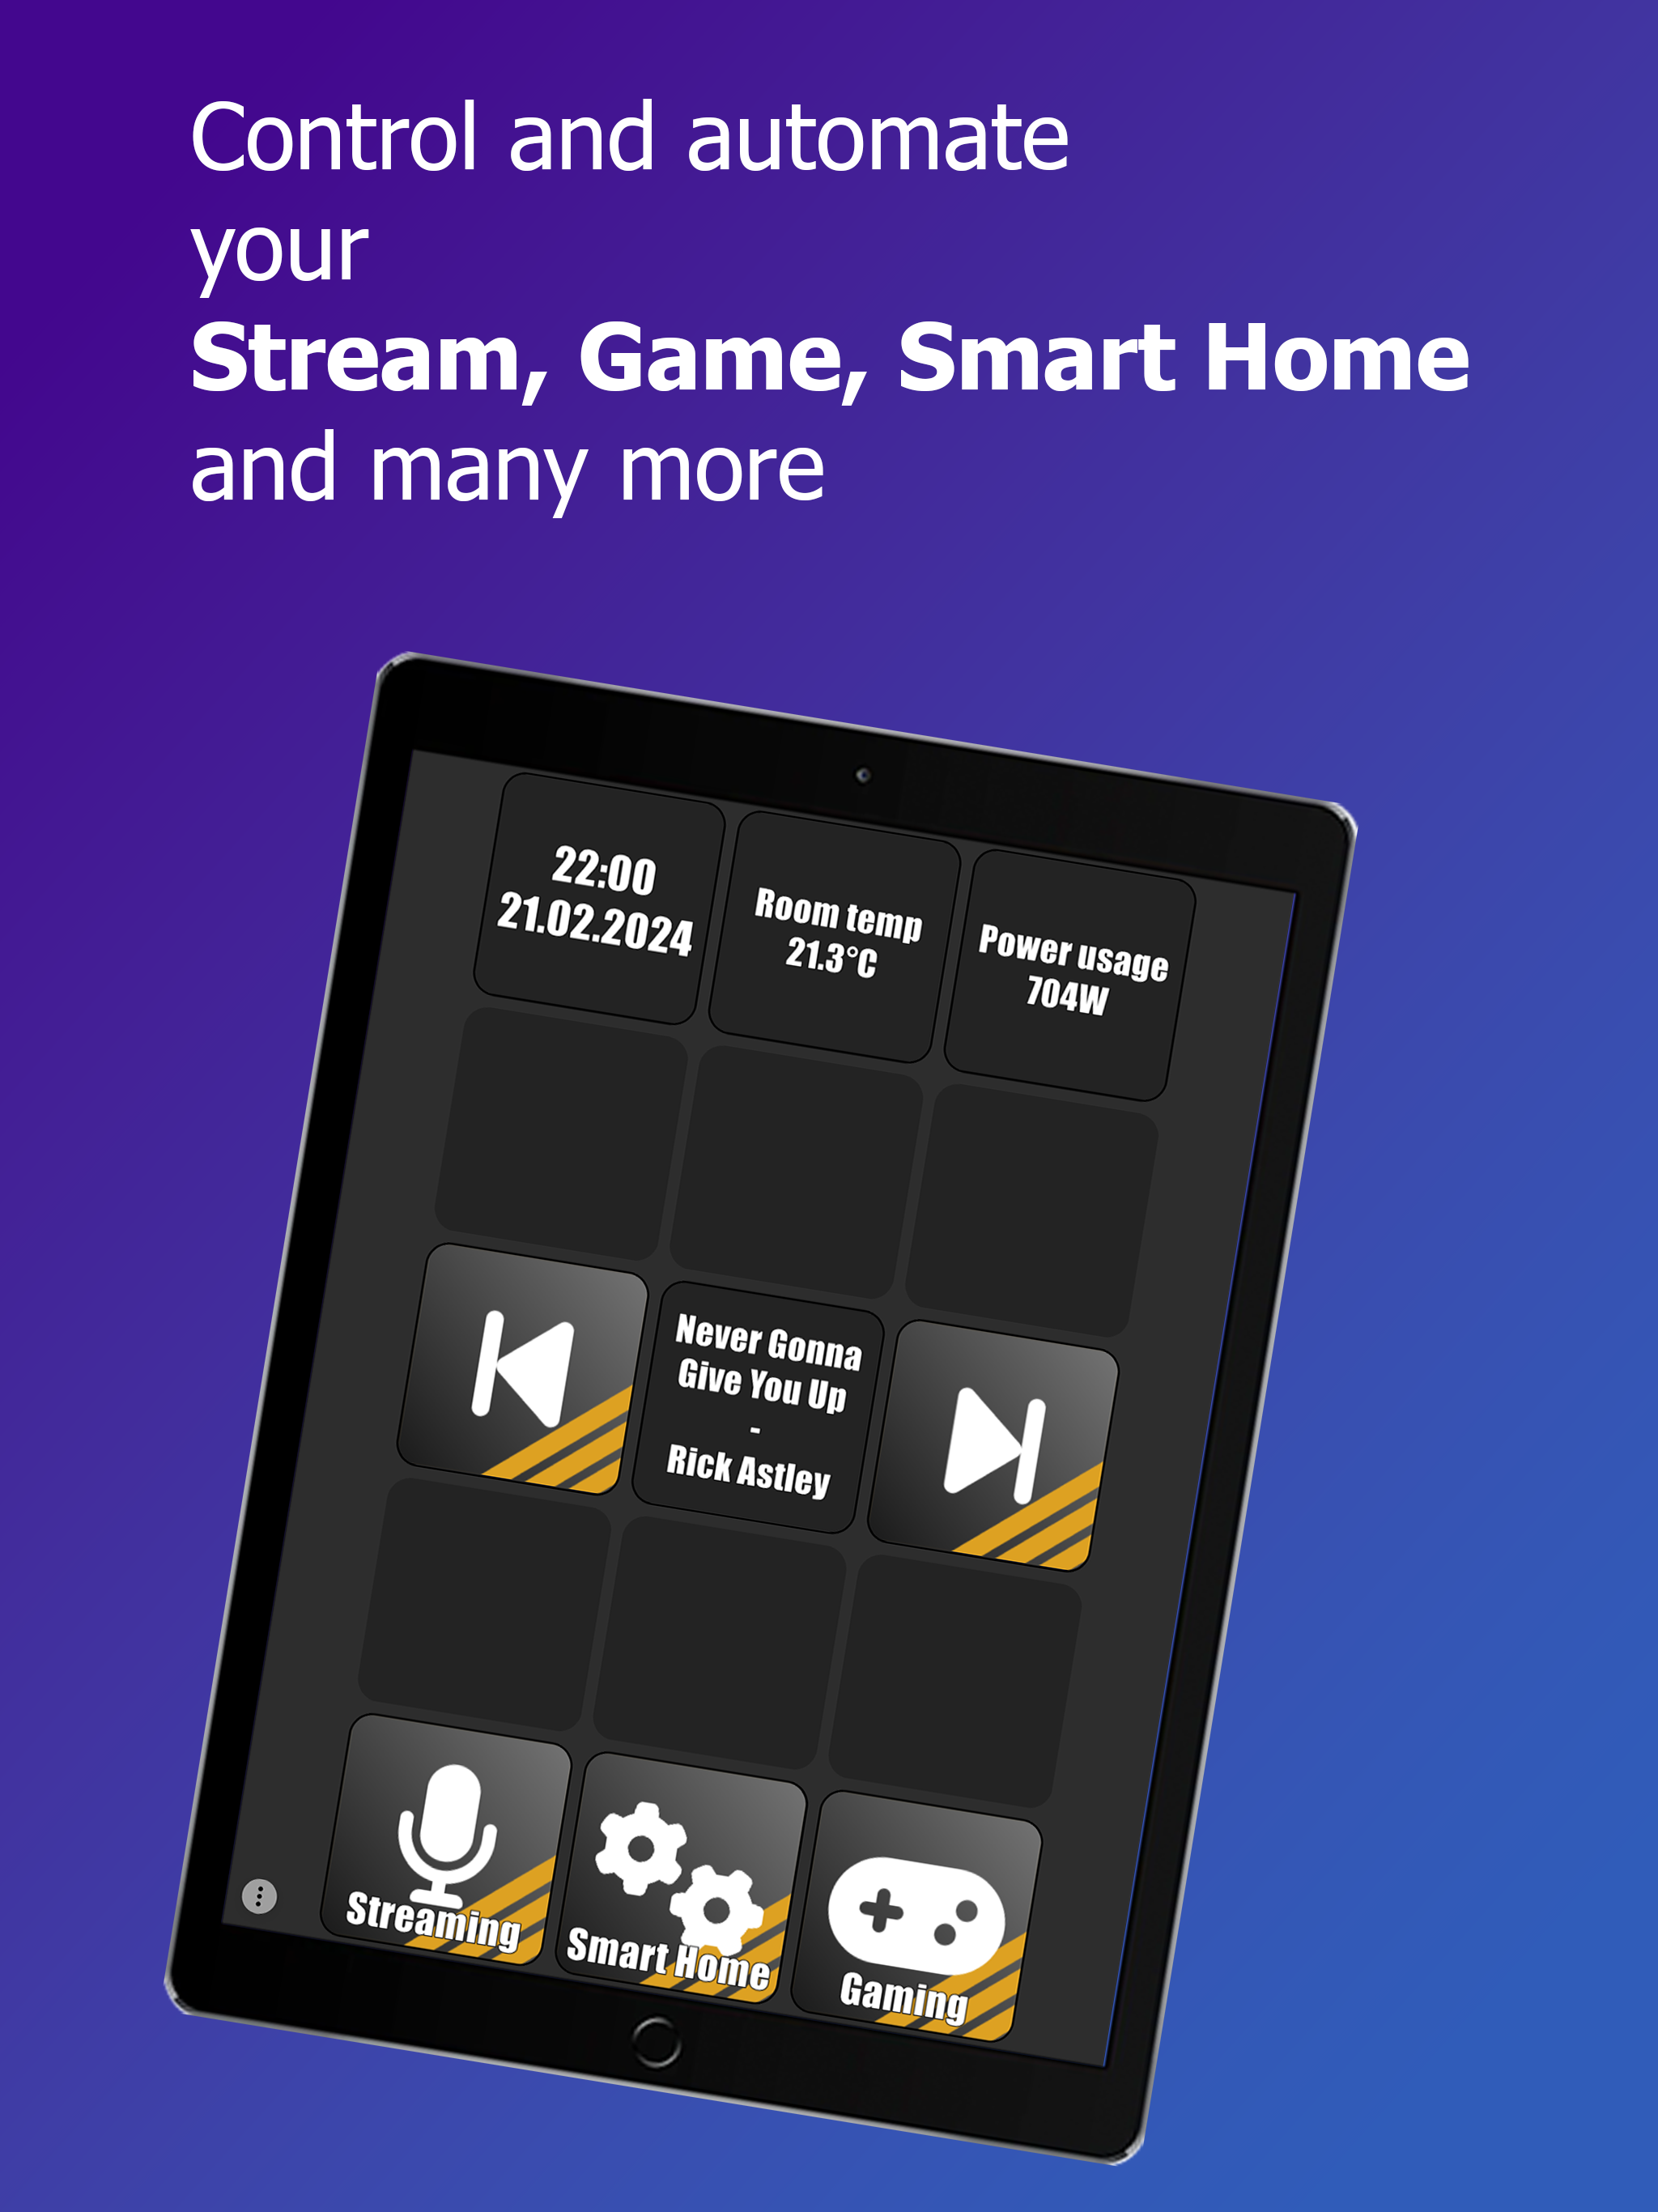 Control and automate
your
Stream, Game, Smart Home
and many more
22:00
21.02.2024
Room temp
21.3°C
Power usage
704W
Never Gonna
Give You Up
-
Rick Astley
Streaming
Smart Home
Gaming